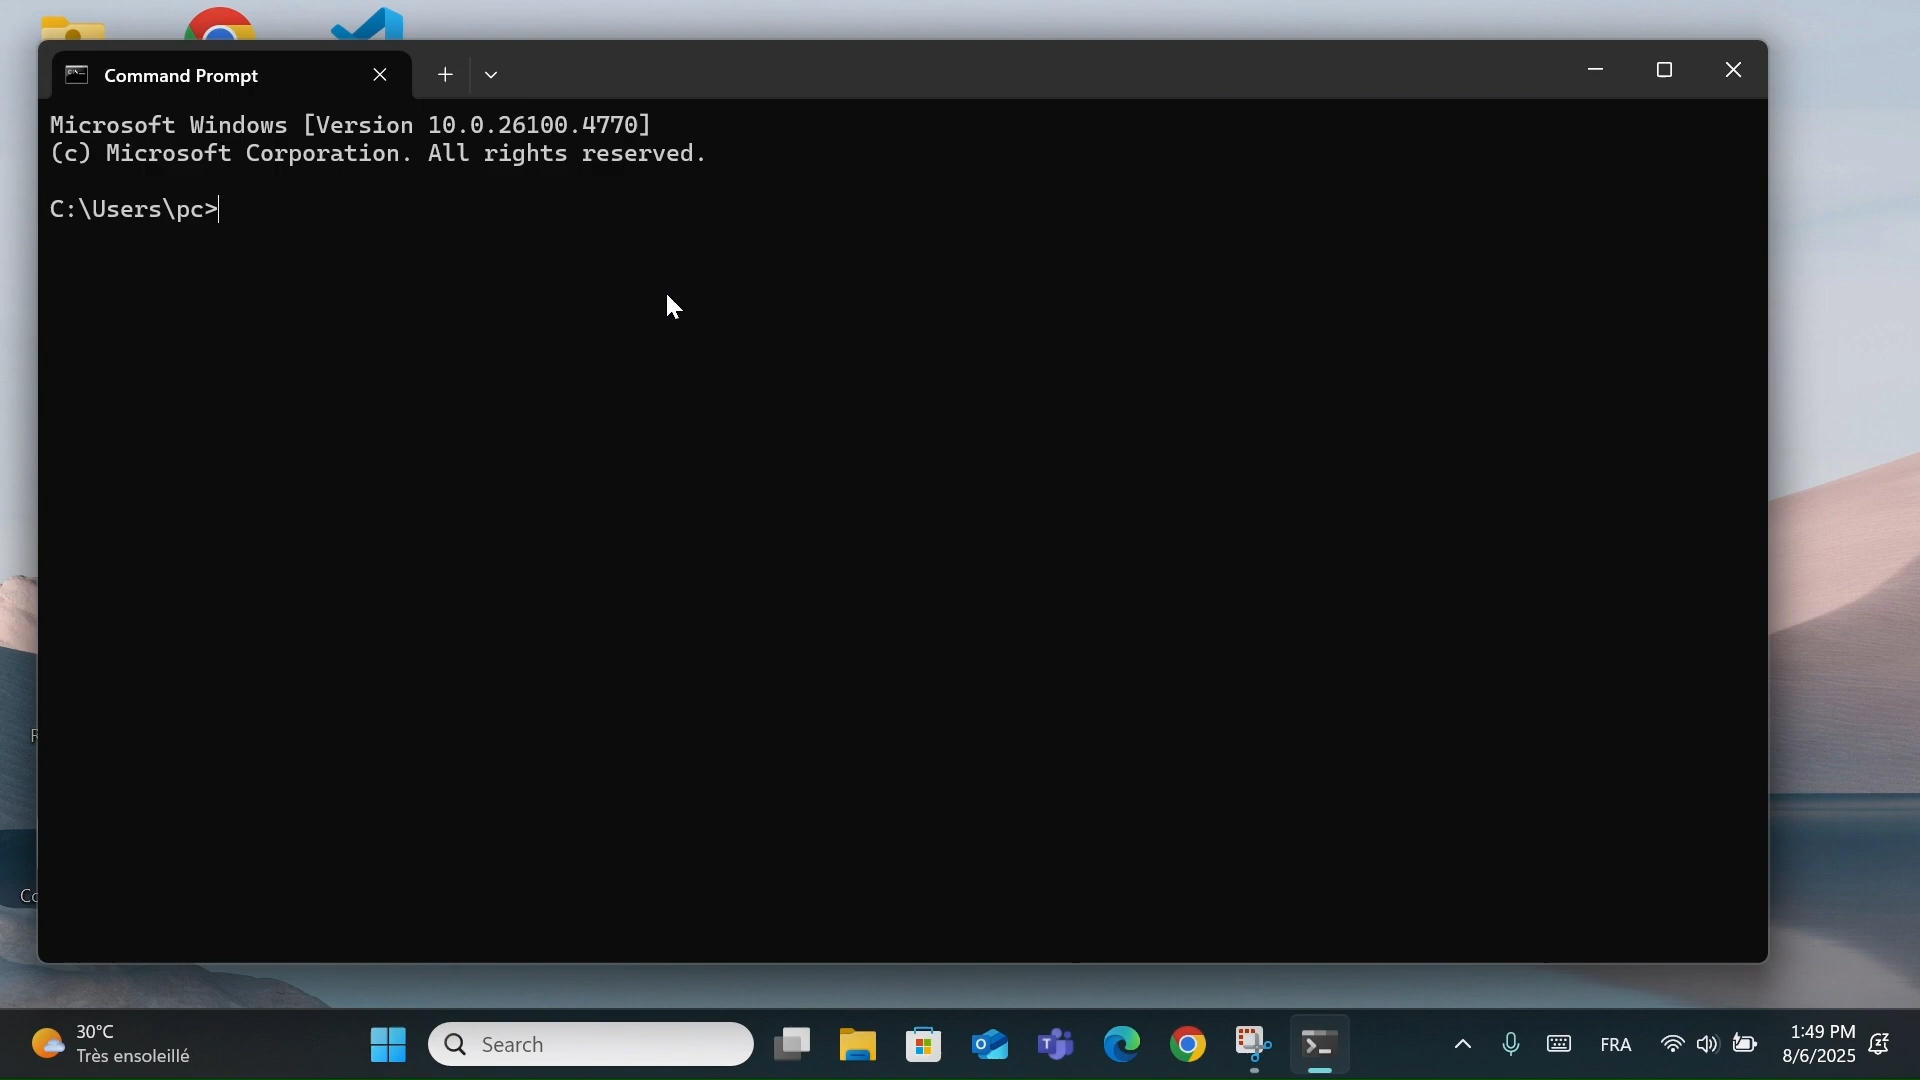 Command Prompt
Microsoft Windows [Version 10.0.26100.4770]
(c) Microsoft Corporation. All rights reserved.
C:\Users\pc>
R
Co
30°C
Très ensoleillé
Search
FRA
1:49 PM
8/6/2025